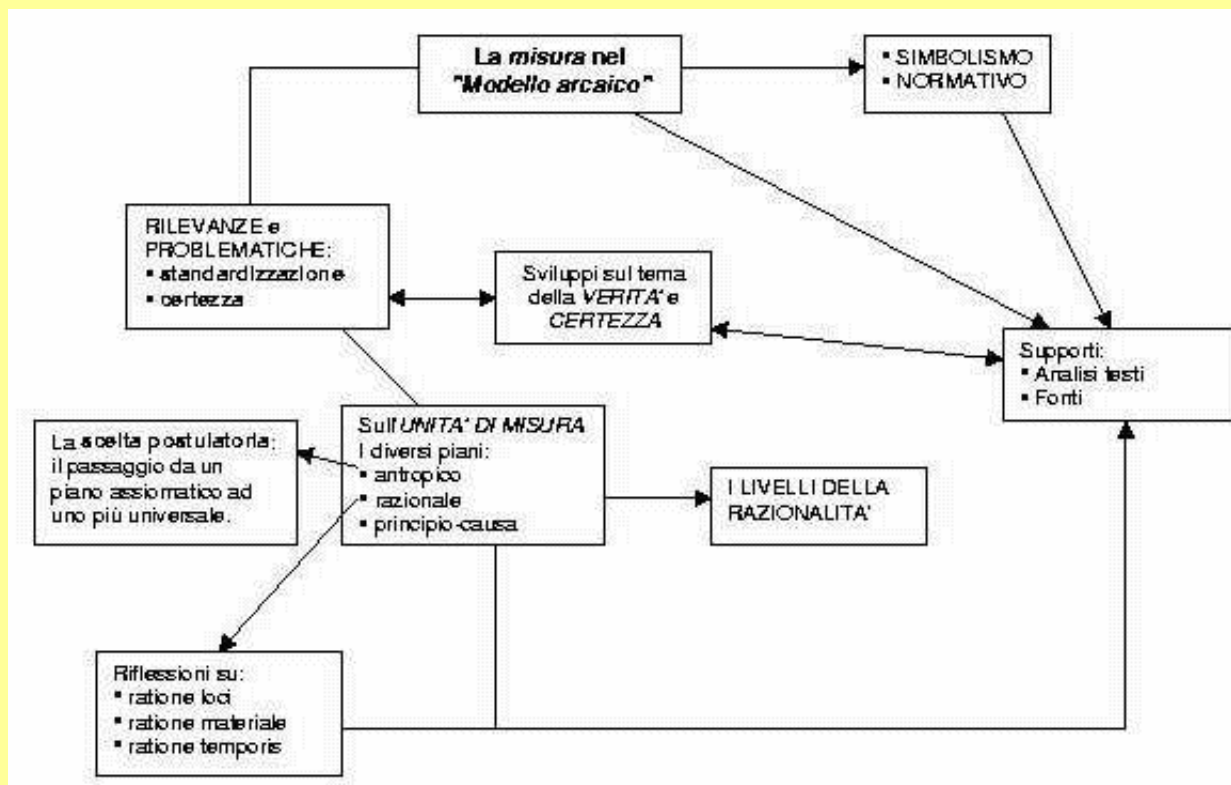 La misura nel
"Modello arcaico"
▪ SIMBOLISMO
▪ NORMATIVO
RILEVANZE e
PROBLEMATICHE:
▪ standardizzazione
▪ certezza
Sviluppi sul tema
della VERITA' e
CERTEZZA
Supporti:
▪ Analisi testi
▪ Fonti
La scelta postulatoria:
il passaggio da un
piano assiomatico ad
uno più universale.
Sull'UNITA' DI MISURA
I diversi piani:
▪ antropico
▪ razionale
▪ principio-causa
I LIVELLI DELLA
RAZIONALITA'
Riflessioni su:
▪ ratione loci
▪ ratione materiale
▪ ratione temporis